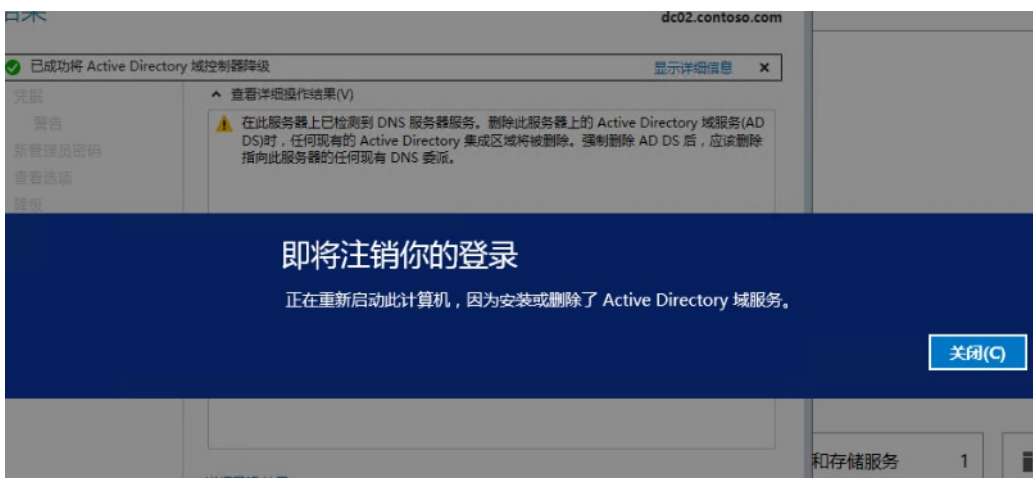 dc02.contoso.com
已成功将 Active Directory 域控制器降级
显示详细信息 ×
凭据
查看详细操作结果(V)
警告
新管理员密码
查看选项
降级
在此服务器上已检测到 DNS 服务器服务。删除此服务器上的 Active Directory 域服务(AD
DS)时，任何现有的 Active Directory 集成区域将被删除。强制删除 AD DS 后，应该删除
指向此服务器的任何现有 DNS 委派。
即将注销你的登录
正在重新启动此计算机，因为安装或删除了 Active Directory 域服务。
关闭(C)
和存储服务 1